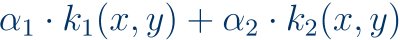 α₁ · k₁(x, y) + α₂ · k₂(x, y)